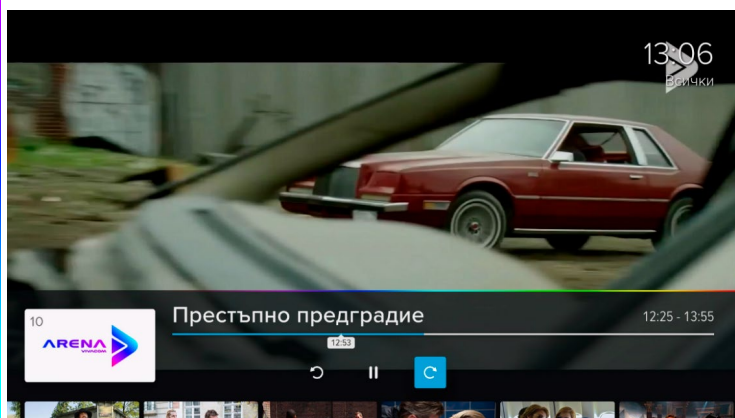 13:06
Всички
10
ARENA
VIVACOM
Престъпно предградие
12:25 - 13:55
12:53